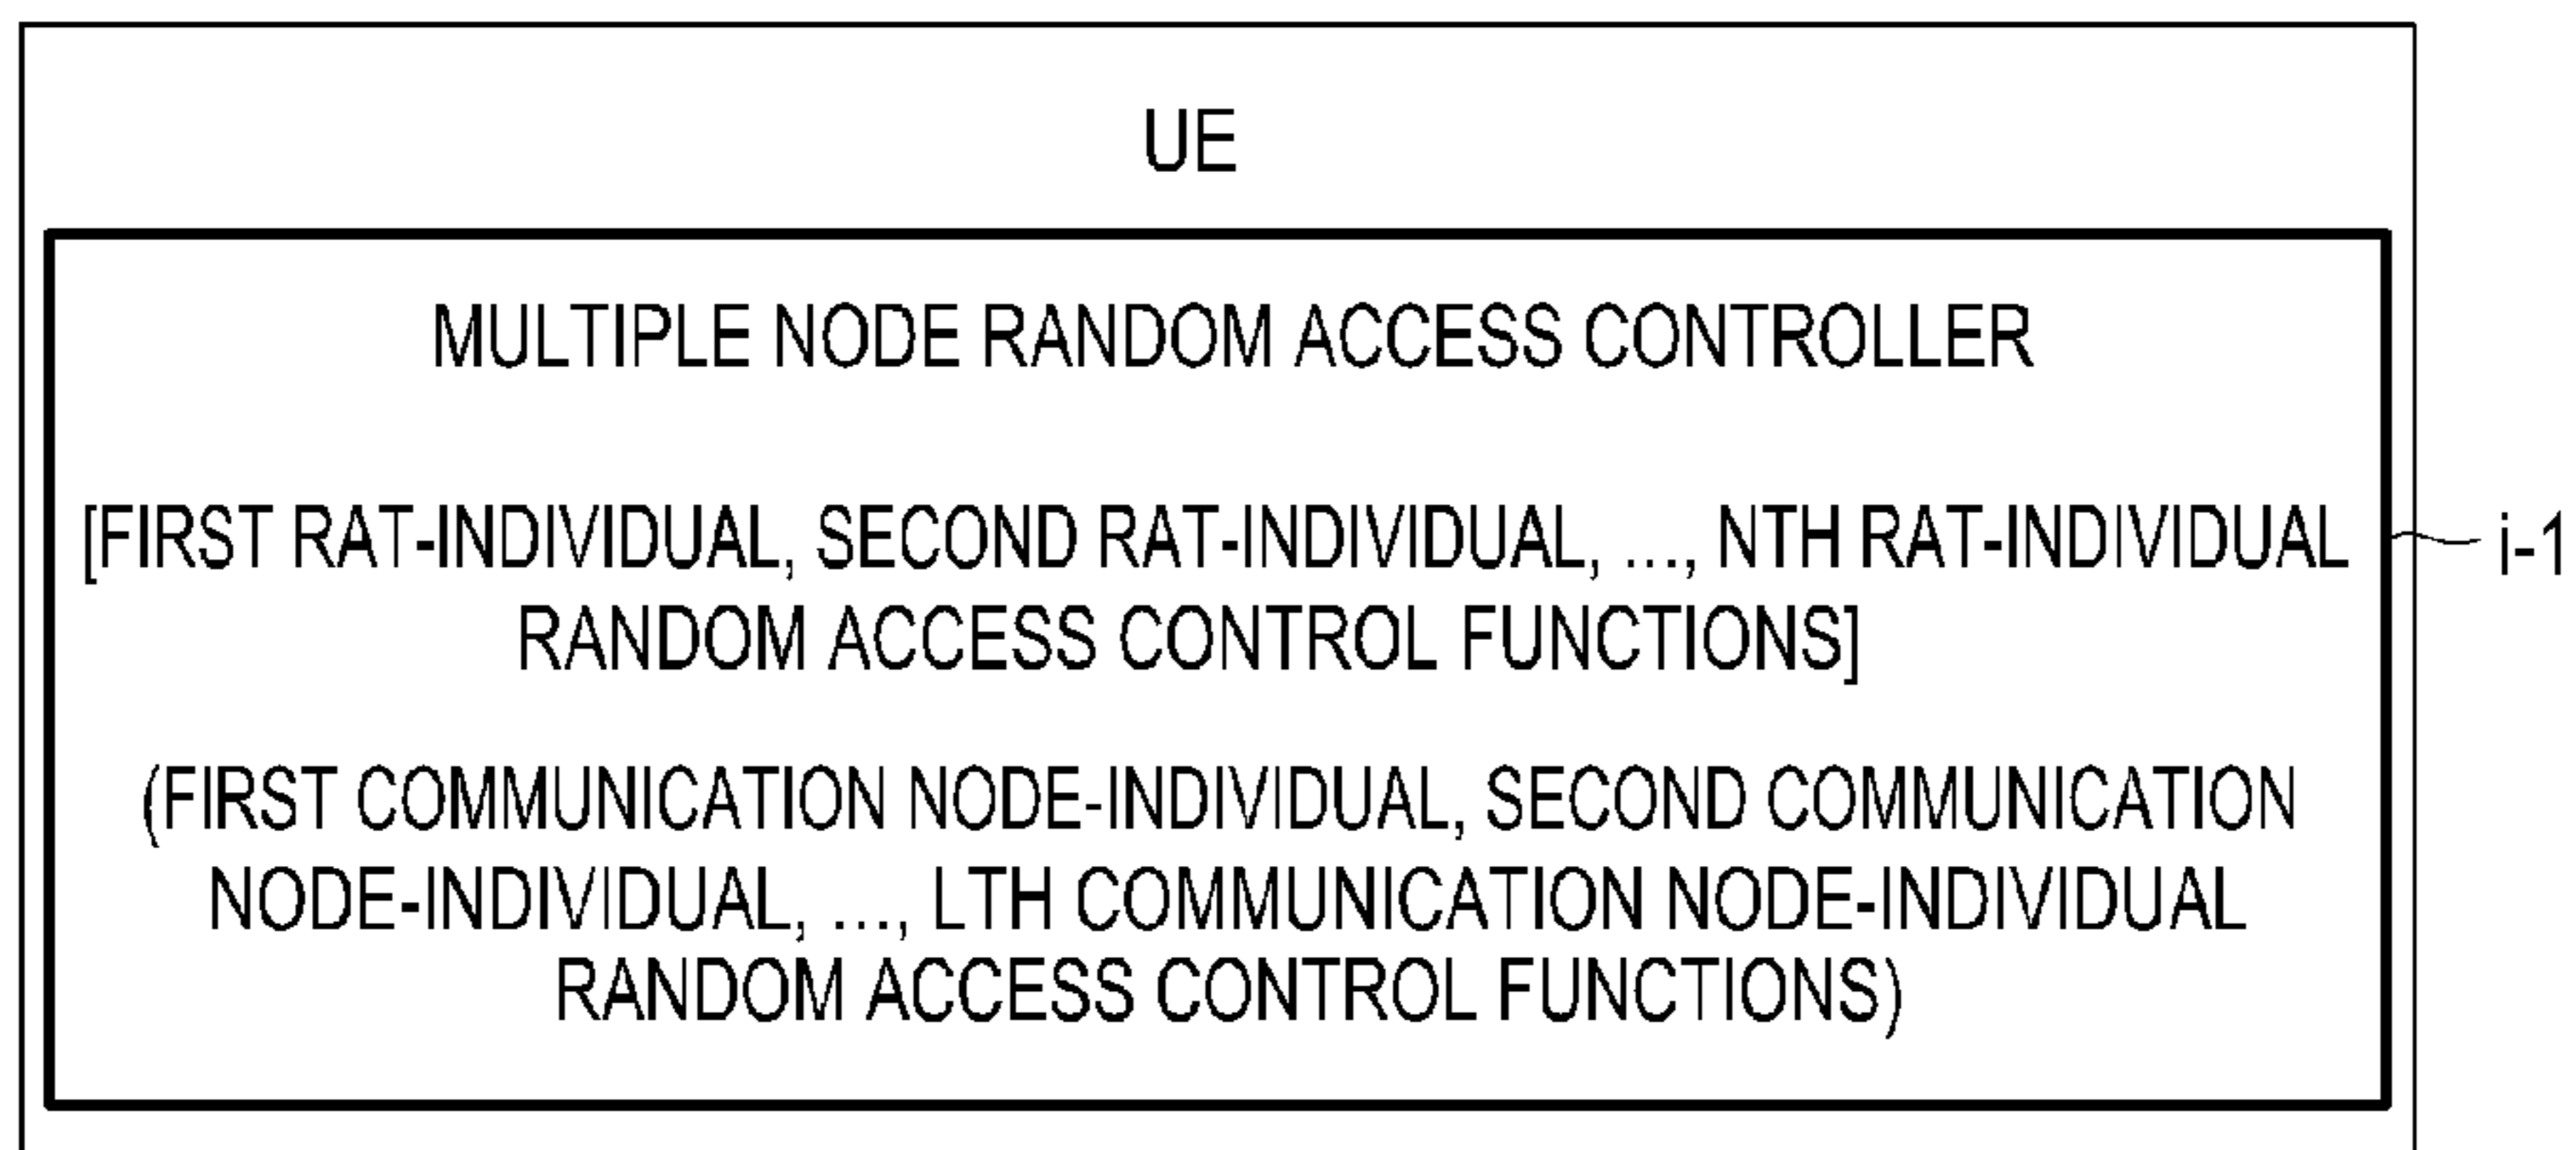 UE
MULTIPLE NODE RANDOM ACCESS CONTROLLER
[FIRST RAT-INDIVIDUAL, SECOND RAT-INDIVIDUAL, ..., NTH RAT-INDIVIDUAL
RANDOM ACCESS CONTROL FUNCTIONS]
i-1
(FIRST COMMUNICATION NODE-INDIVIDUAL, SECOND COMMUNICATION
NODE-INDIVIDUAL, ..., LTH COMMUNICATION NODE-INDIVIDUAL
RANDOM ACCESS CONTROL FUNCTIONS)